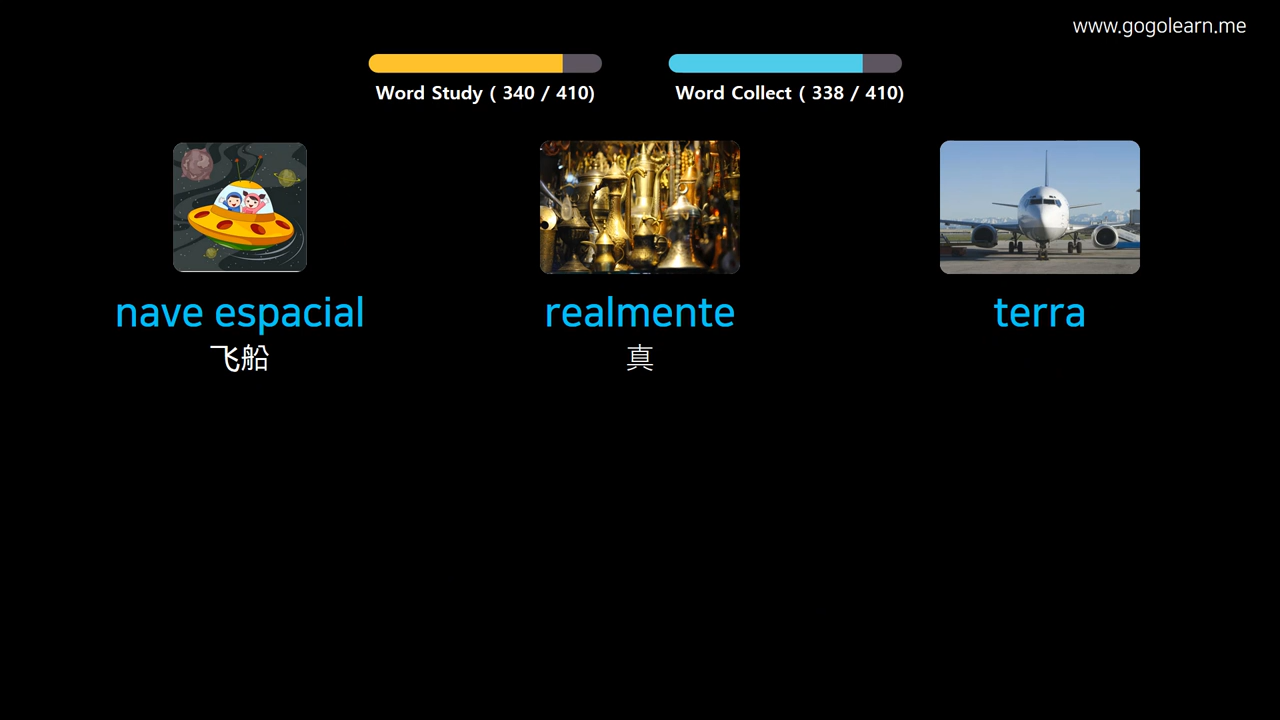 www.gogolearn.me
Word Study ( 340 / 410)
Word Collect ( 338 / 410)
nave espacial
飞船
realmente
真
terra